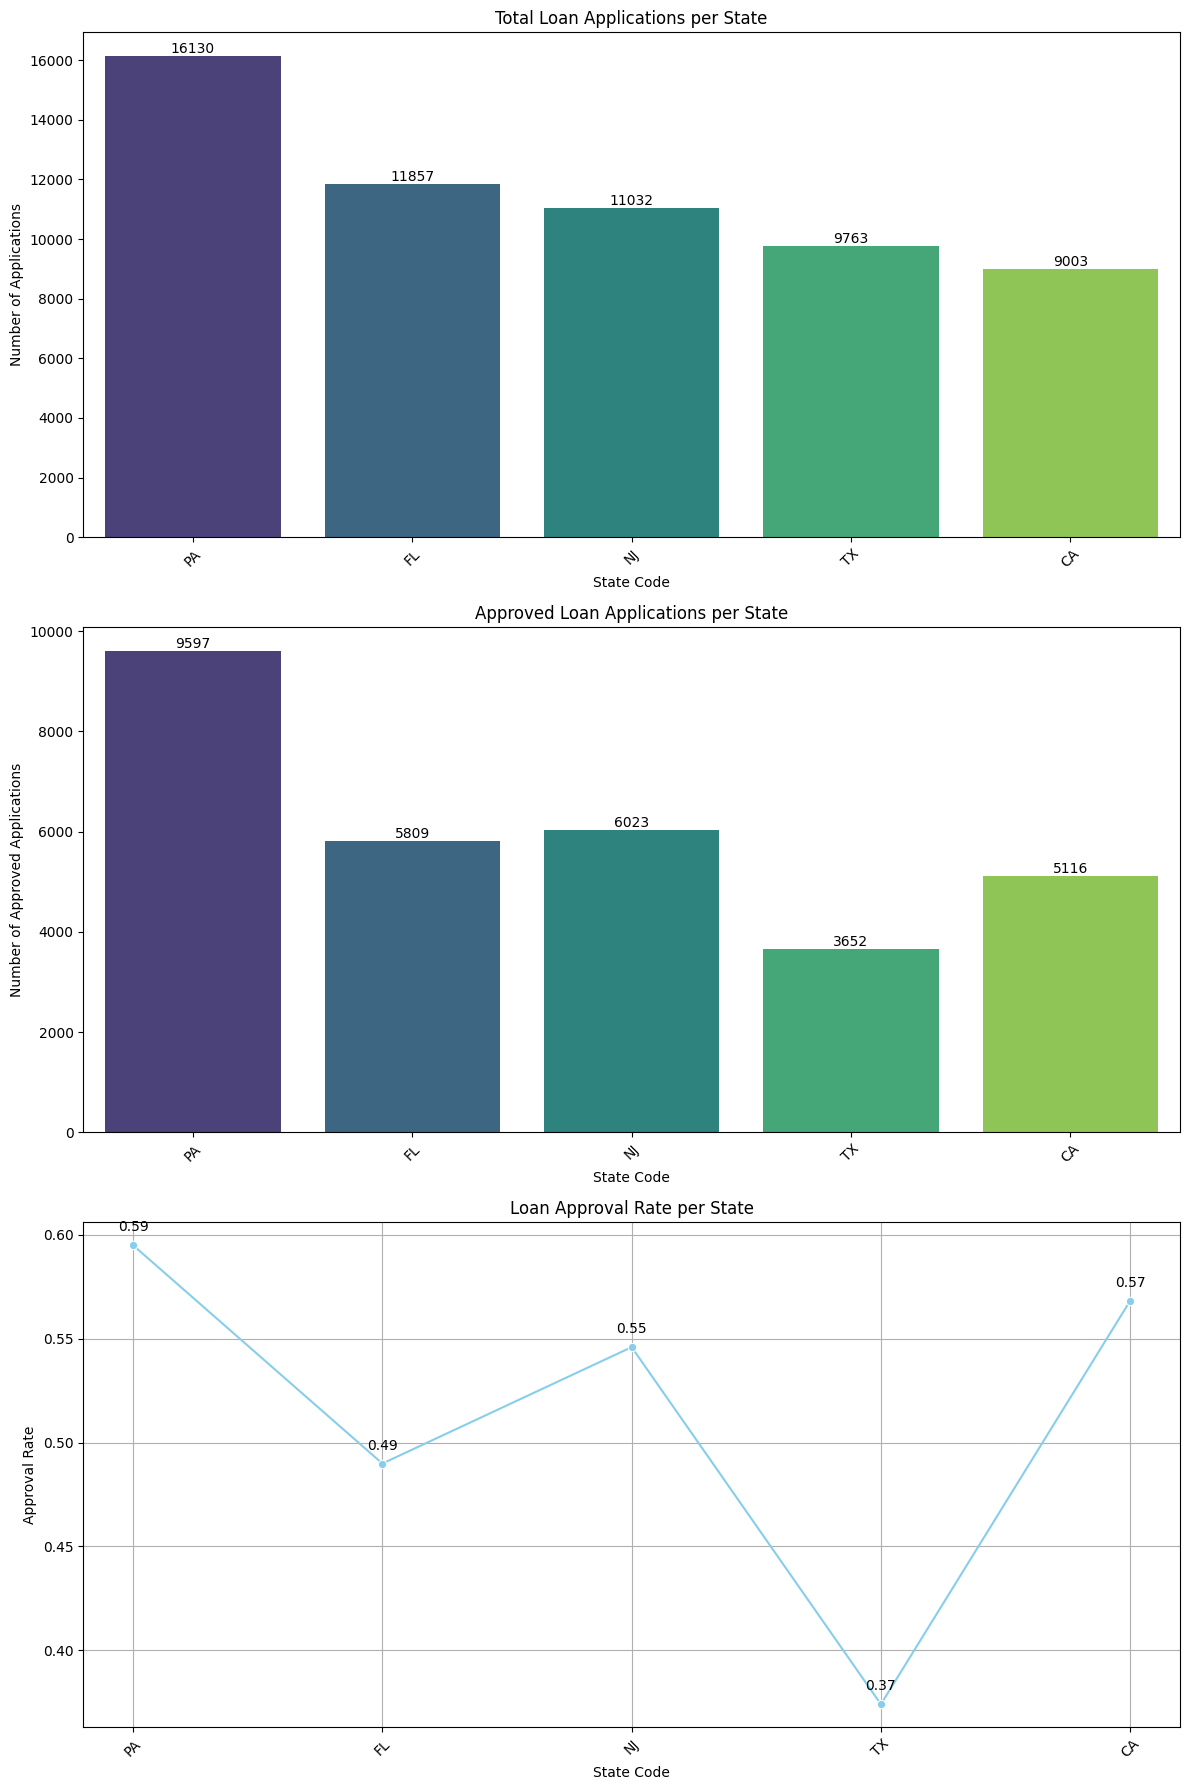 Total Loan Applications per State
Number of Applications
16000
14000
12000
10000
8000
6000
4000
2000
0
16130
11857
11032
9763
9003
PA
FL
NJ
TX
CA
State Code
Approved Loan Applications per State
Number of Approved Applications
10000
8000
6000
4000
2000
0
9597
5809
6023
3652
5116
PA
FL
NJ
TX
CA
State Code
Loan Approval Rate per State
Approval Rate
0.60
0.55
0.50
0.45
0.40
0.59
0.49
0.55
0.37
0.57
PA
FL
NJ
TX
CA
State Code